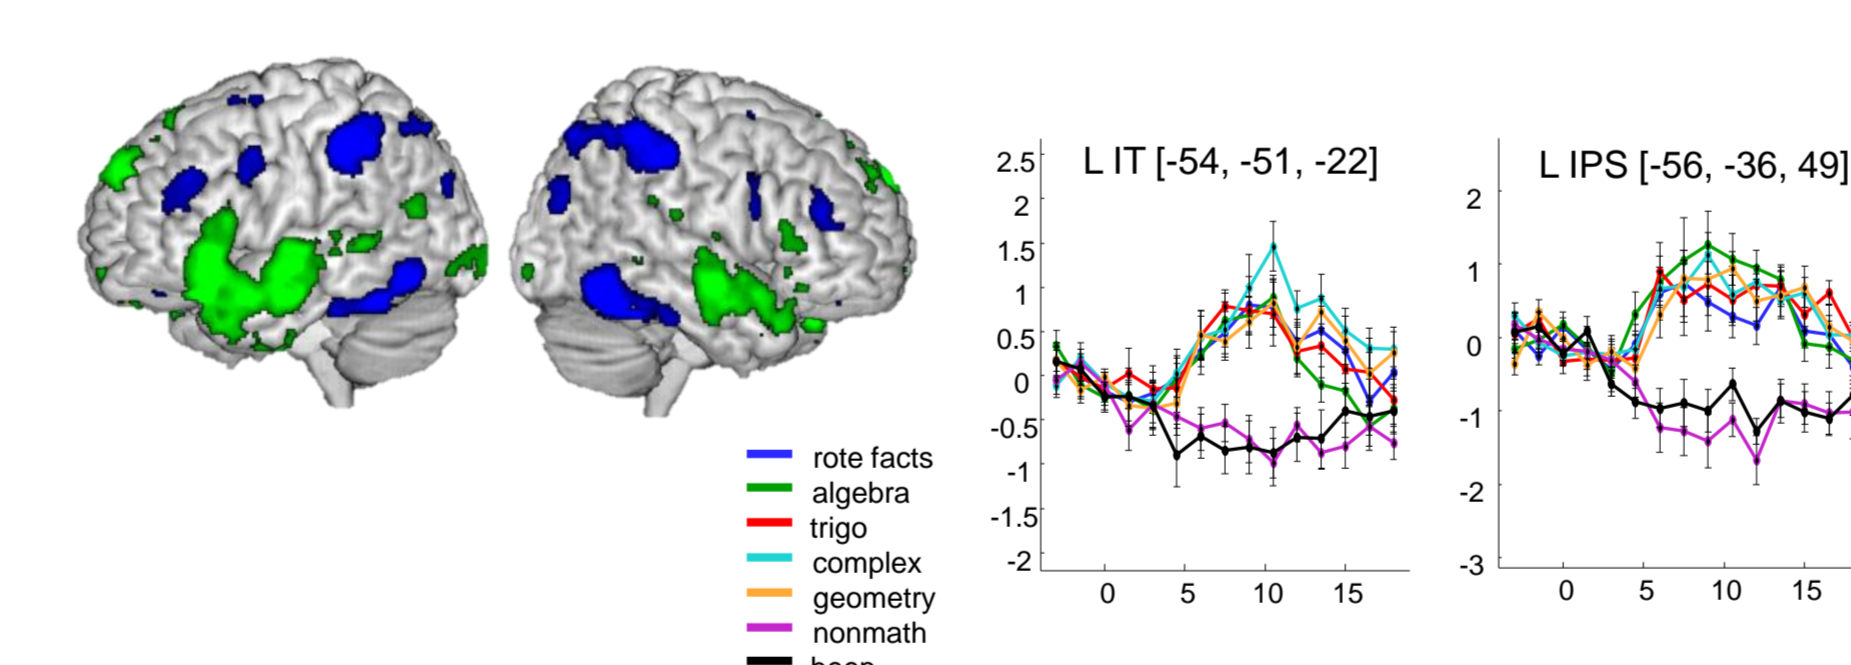 L IT [-54, -51, -22]
2.5
2
1.5
1
0.5
0
-0.5
-1
-1.5
-2
0 5 10 15
L IPS [-56, -36, 49]
2
1
0
-1
-2
-3
0 5 10 15
rote facts
algebra
trigo
complex
geometry
nonmath